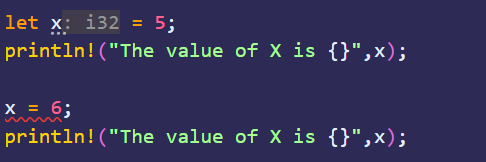 let x: i32 = 5;
println!("The value of X is {}",x);
x = 6;
println!("The value of X is {}",x);